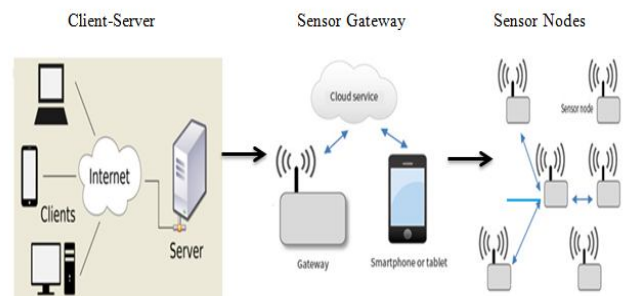 Client-Server
Sensor Gateway
Sensor Nodes
Internet
Clients
Server
Cloud service
Gateway
Smartphone or tablet
Sensor node